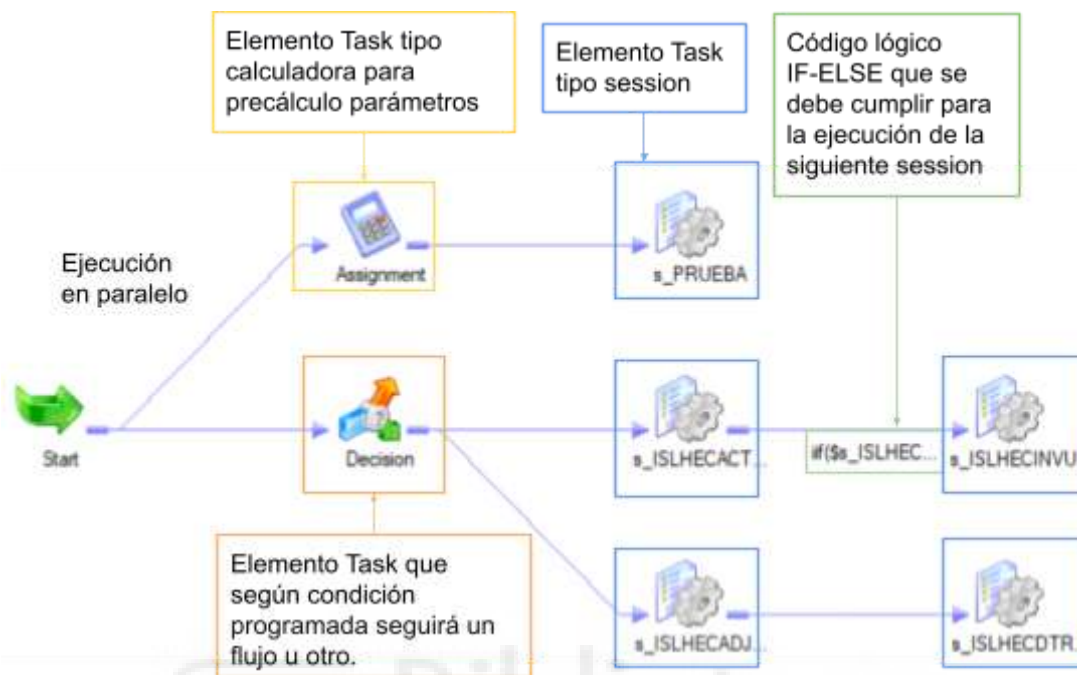 Elemento Task tipo
calculadora para
precálculo parámetros
Elemento Task
tipo session
Código lógico
IF-ELSE que se
debe cumplir para
la ejecución de la
siguiente session
Ejecución
en paralelo
Assignment
s_PRUEBA
Start
Decision
s_ISLHECACT...
iif($s_ISLHEC...
s_ISLHECINVU
Elemento Task que
según condición
programada seguirá un
flujo u otro.
s_ISLHECADJ...
s_ISLHECDTR